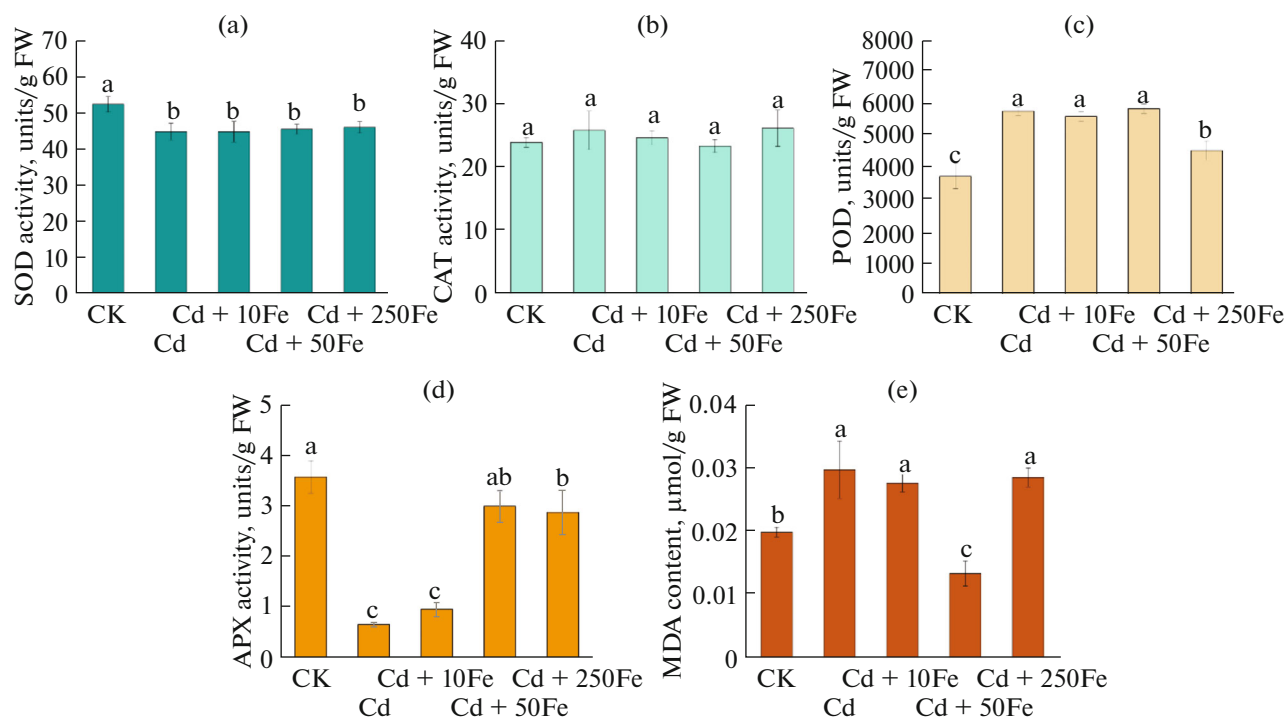 (a)
SOD activity, units/g FW
70
60
50
40
30
20
10
0
a
b
b
b
b
CK
Cd + 10Fe
Cd + 250Fe
Cd
Cd + 50Fe
(b)
CAT activity, units/g FW
40
30
20
10
0
a
a
a
a
a
CK
Cd + 10Fe
Cd + 250Fe
Cd
Cd + 50Fe
(c)
POD, units/g FW
8000
7000
6000
5000
4000
3000
2000
1000
0
c
a
a
a
b
CK
Cd + 10Fe
Cd + 250Fe
Cd
Cd + 50Fe
(d)
APX activity, units/g FW
5
4
3
2
1
0
a
c
c
ab
b
CK
Cd + 10Fe
Cd + 250Fe
Cd
Cd + 50Fe
(e)
MDA content, μmol/g FW
0.04
0.03
0.02
0.01
0
b
a
a
c
a
CK
Cd + 10Fe
Cd + 250Fe
Cd
Cd + 50Fe